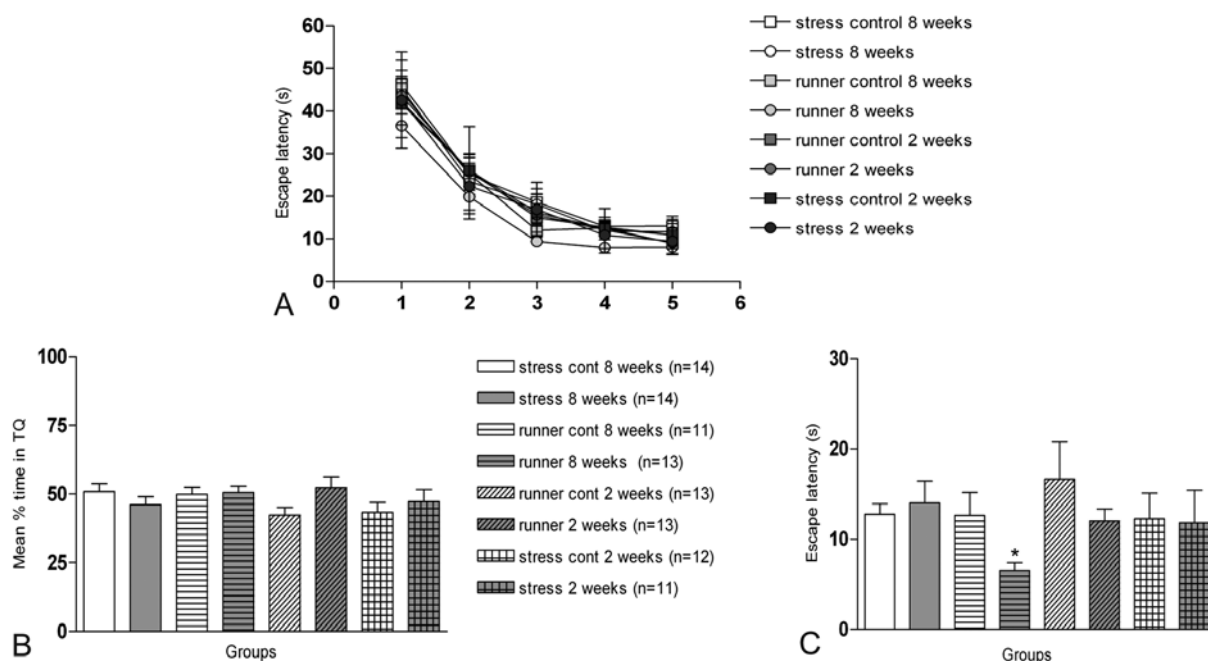 60
50
40
30
20
10
0
Escape latency (s)
0 1 2 3 4 5 6
A
stress control 8 weeks
stress 8 weeks
runner control 8 weeks
runner 8 weeks
runner control 2 weeks
runner 2 weeks
stress control 2 weeks
stress 2 weeks
100
75
50
25
0
Mean % time in TQ
Groups
B
stress cont 8 weeks (n=14)
stress 8 weeks (n=14)
runner cont 8 weeks (n=11)
runner 8 weeks (n=13)
runner cont 2 weeks (n=13)
runner 2 weeks (n=13)
stress cont 2 weeks (n=12)
stress 2 weeks (n=11)
30
20
10
0
Escape latency (s)
*
Groups
C